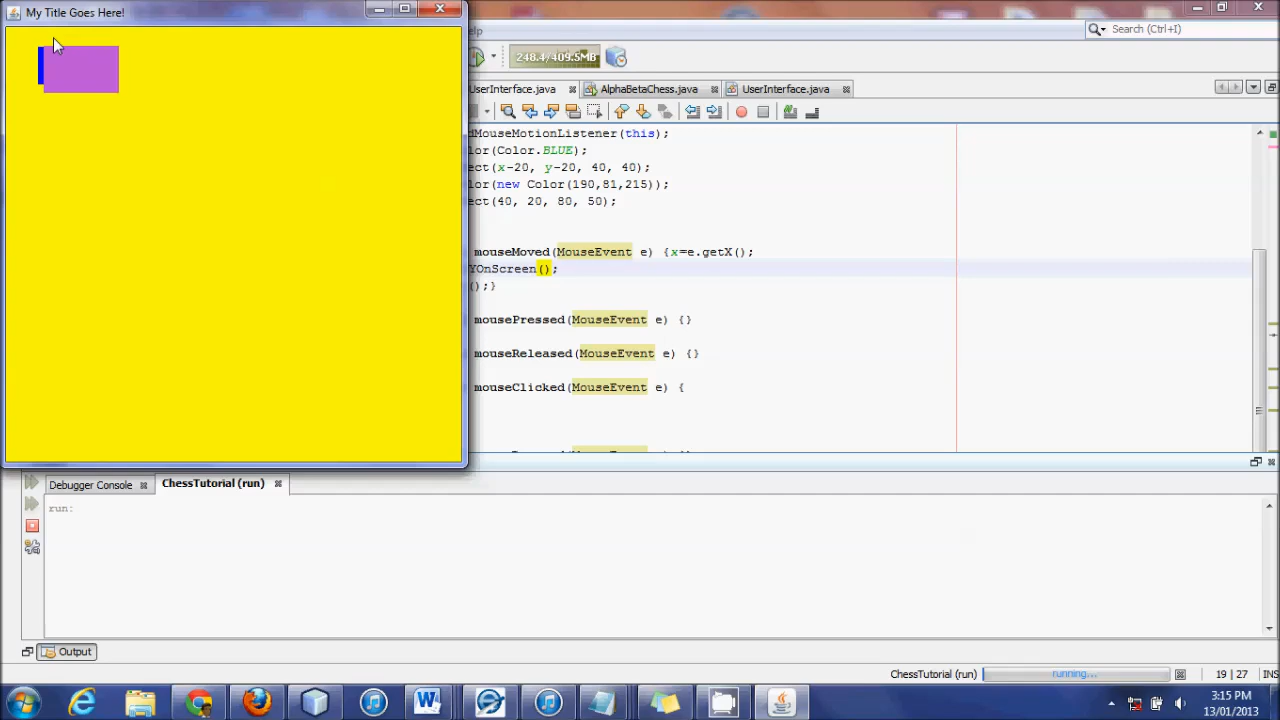 My Title Goes Here!
elp
248.4/409.5MB
Search (Ctrl+I)
UserInterface.java
AlphaBetaChess.java
UserInterface.java
dMouseMotionListener(this);
lor(Color.BLUE);
ect(x-20, y-20, 40, 40);
lor(new Color(190,81,215));
ect(40, 20, 80, 50);
mouseMoved(MouseEvent e) {x=e.getX();
YOnScreen();
();}
mousePressed(MouseEvent e) {}
mouseReleased(MouseEvent e) {}
mouseClicked(MouseEvent e) {
Debugger Console
ChessTutorial (run)
run:
Output
ChessTutorial (run)
running...
19 | 27
INS
3:15 PM
13/01/2013